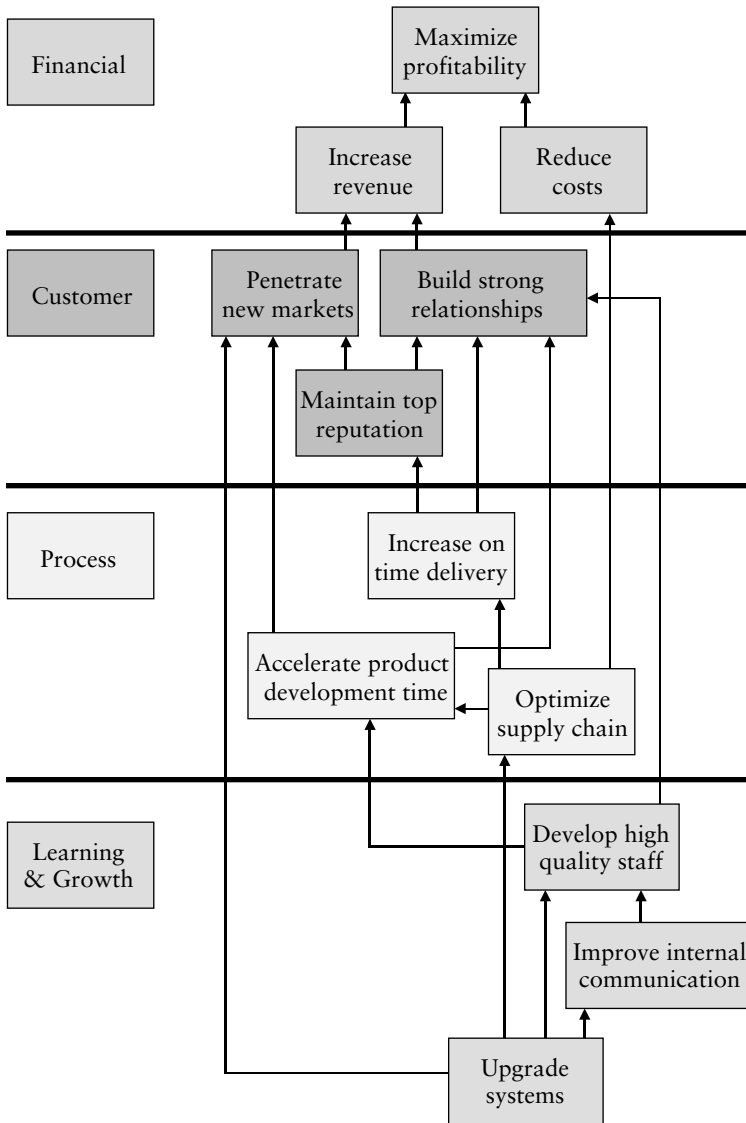 Financial
Maximize
profitability
Increase
revenue
Reduce
costs
Customer
Penetrate
new markets
Build strong
relationships
Maintain top
reputation
Process
Increase on
time delivery
Accelerate product
development time
Optimize
supply chain
Learning
& Growth
Develop high
quality staff
Improve internal
communication
Upgrade
systems